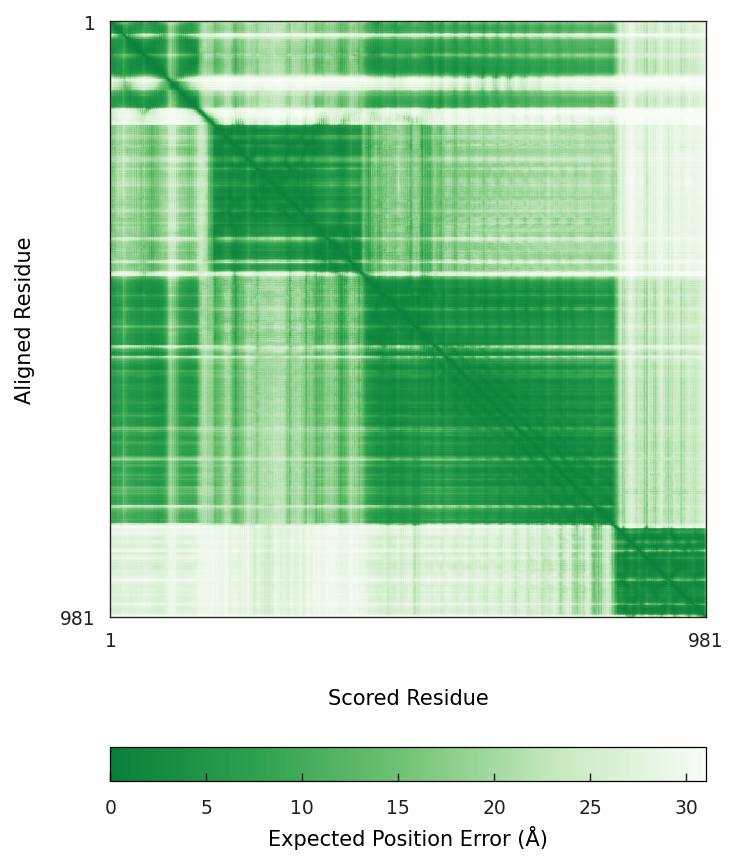 1
Aligned Residue
981
1
981
Scored Residue
0 5 10 15 20 25 30
Expected Position Error (Å)